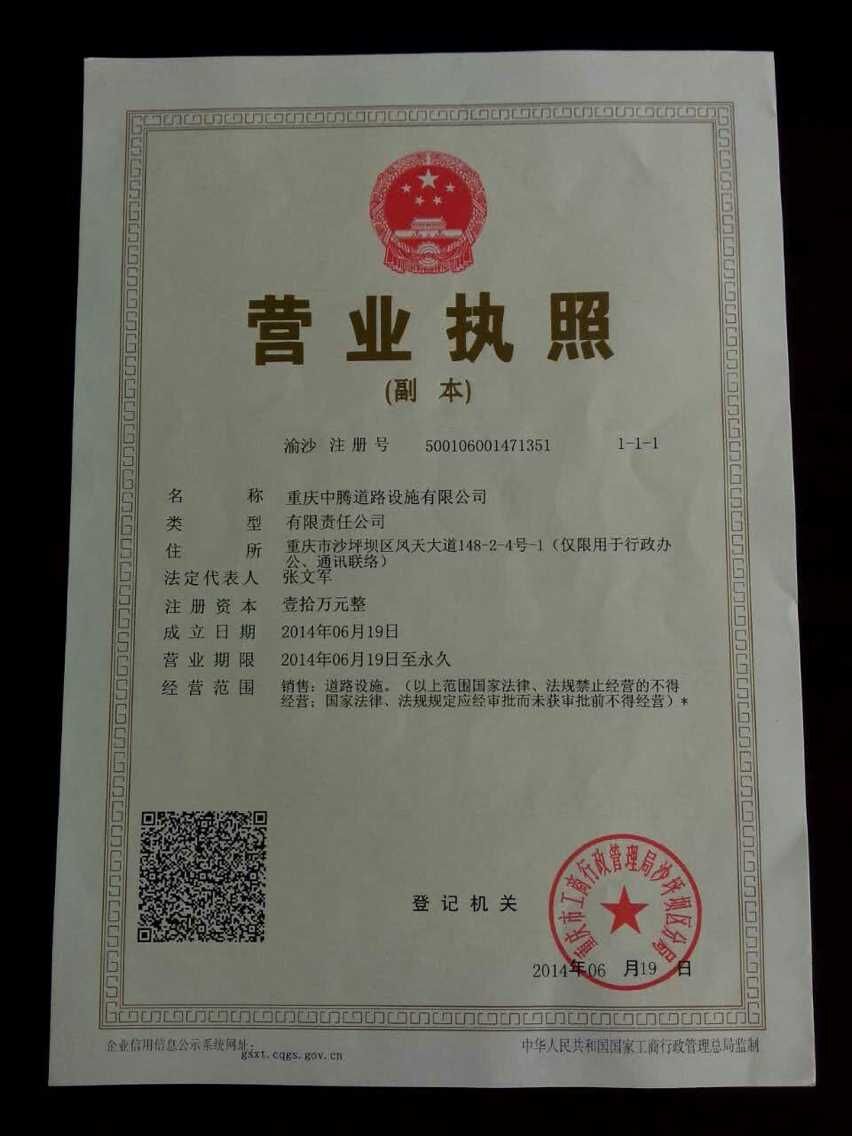 营业执照
(副 本)
渝沙 注册号 500106001471351 1-1-1
名 称 重庆中腾道路设施有限公司
类 型 有限责任公司
住 所 重庆市沙坪坝区凤天大道148-2-4号-1（仅限用于行政办
公、通讯联络）
法定代表人 张文军
注册资本 壹拾万元整
成立日期 2014年06月19日
营业期限 2014年06月19日至永久
经营范围 销售：道路设施。（以上范围国家法律、法规禁止经营的不得
经营；国家法律、法规规定应经审批而未获审批前不得经营）*
重庆市工商行政管理局沙坪坝区分局
登记机关
2014年06月19日
企业信用信息公示系统网址：
gsxt.cqgs.gov.cn
中华人民共和国国家工商行政管理总局监制